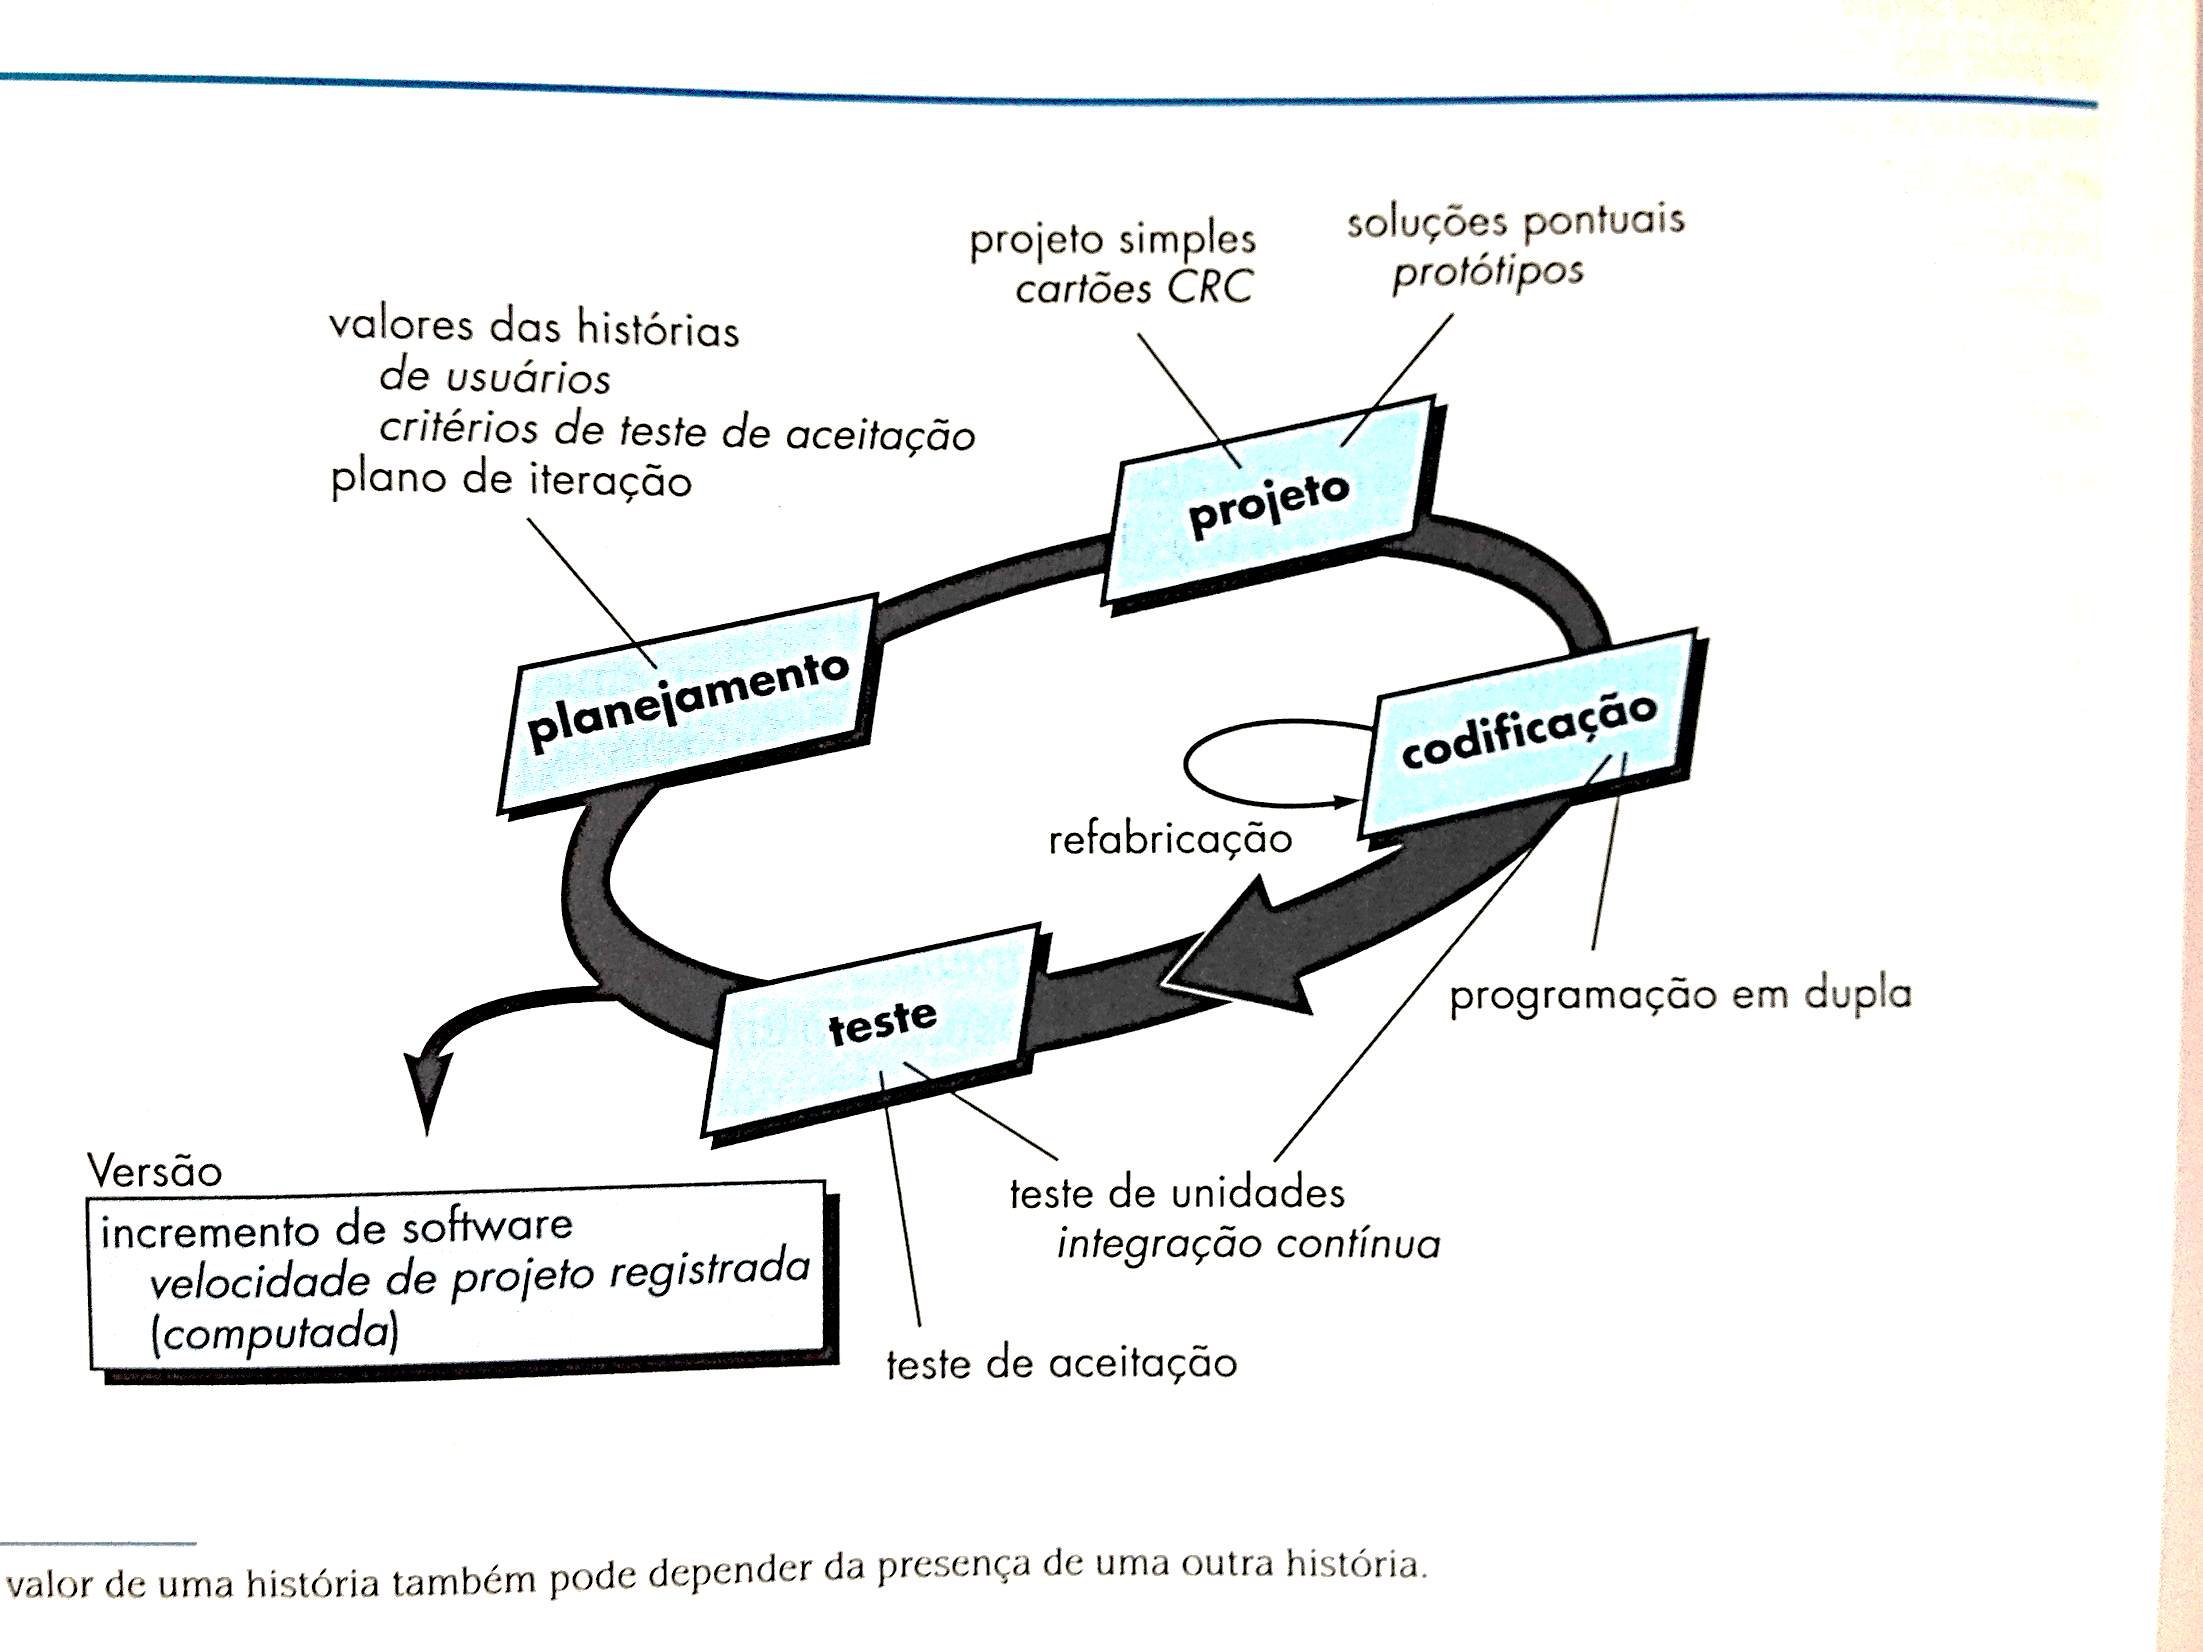 projeto simples
cartões CRC
soluções pontuais
protótipos
valores das histórias
de usuários
critérios de teste de aceitação
plano de iteração
projeto
planejamento
codificação
refabricação
programação em dupla
teste
teste de unidades
integração contínua
teste de aceitação
Versão
incremento de software
velocidade de projeto registrada
(computada)
valor de uma história também pode depender da presença de uma outra história.